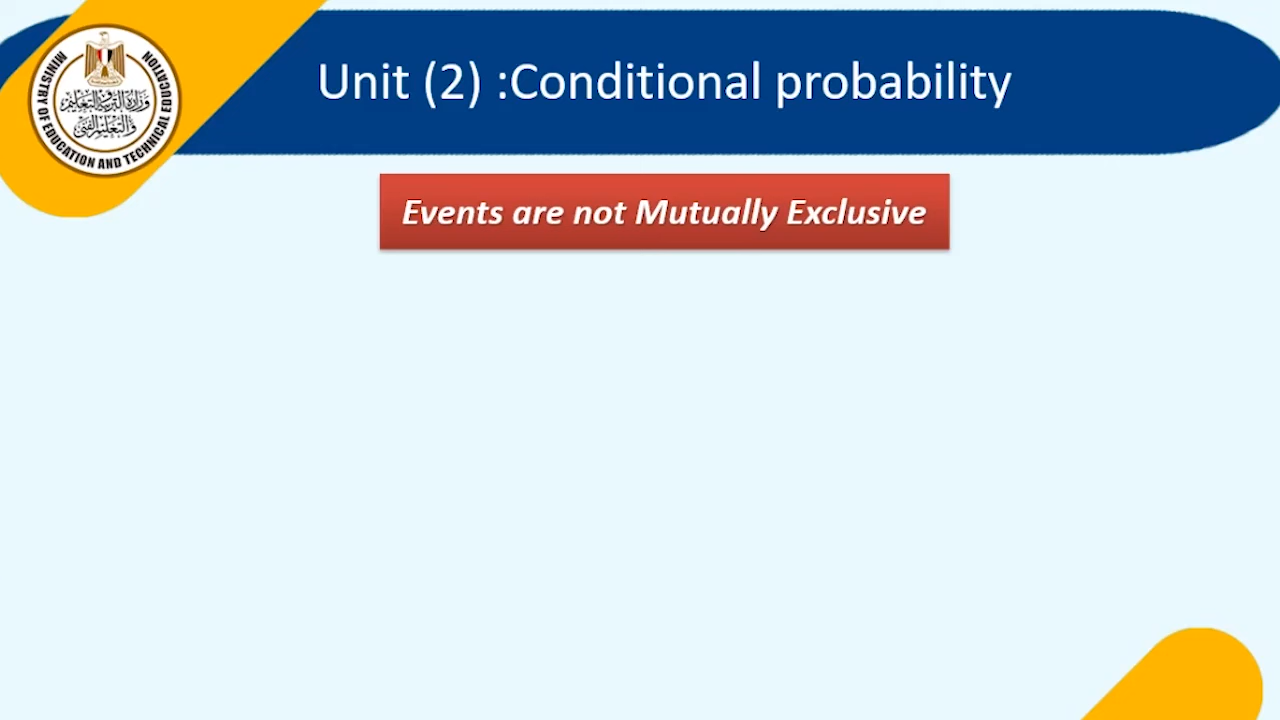 Unit (2) :Conditional probability
Events are not Mutually Exclusive
وزارة التربية والتعليم
والتعليم الفني
MINISTRY OF EDUCATION AND TECHNICAL EDUCATION